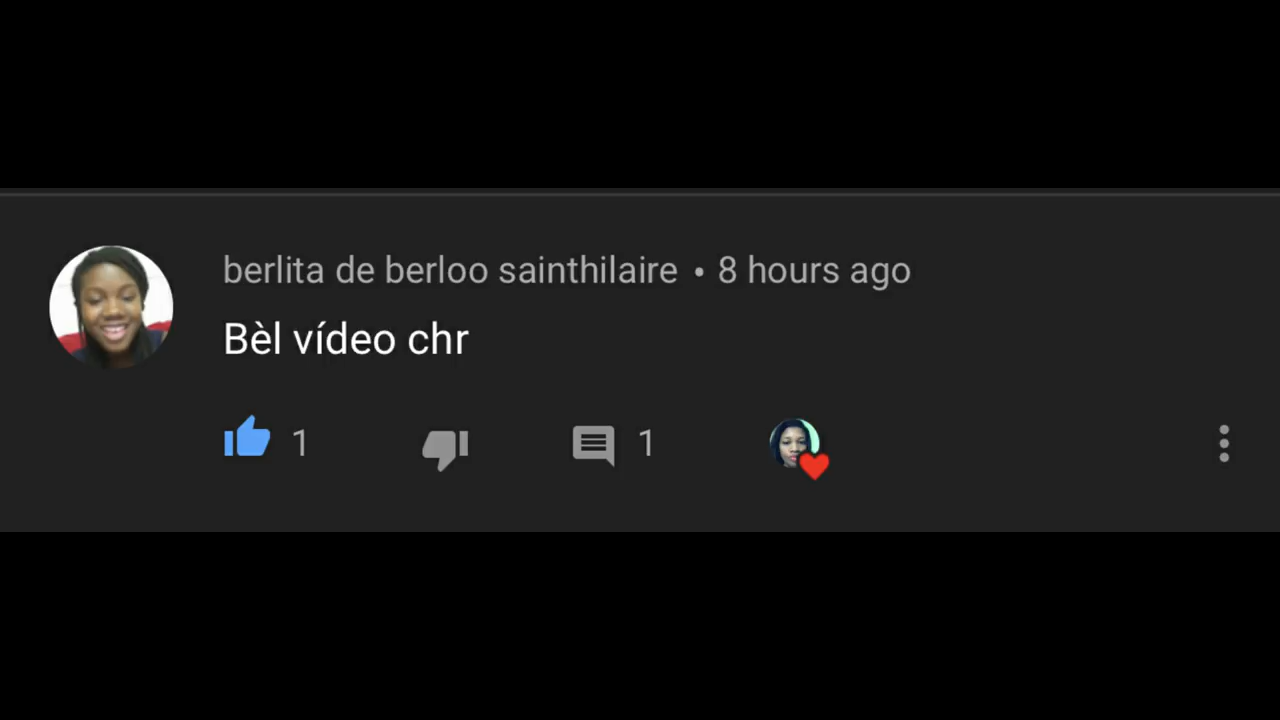 berlita de berloo sainthilaire • 8 hours ago
Bèl vídeo chr
1 1